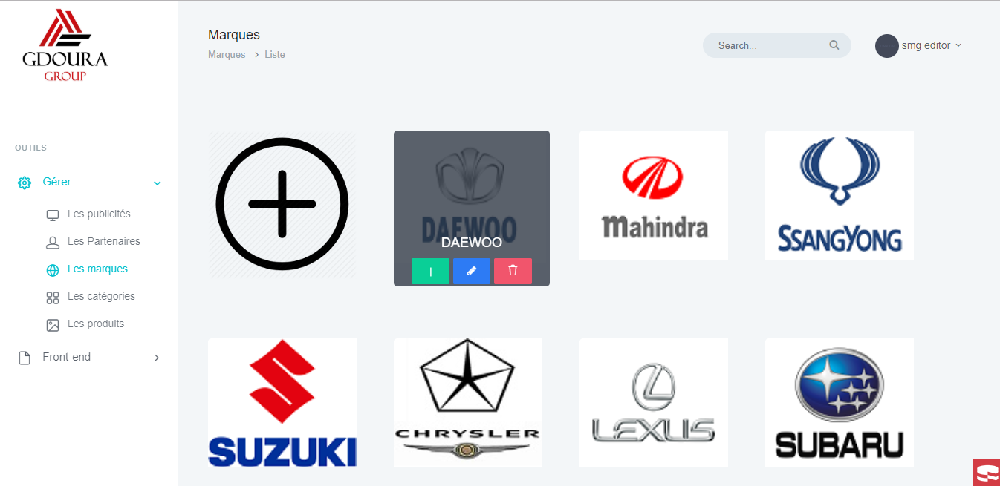 GDOURA
GROUP
Marques
Marques > Liste
Search...
smg editor
OUTILS
Gérer
Les publicités
Les Partenaires
Les marques
Les catégories
Les produits
Front-end
DAEWOO
DAEWOO
mahindra
SSANGYONG
SUZUKI
CHRYSLER
LEXUS
SUBARU